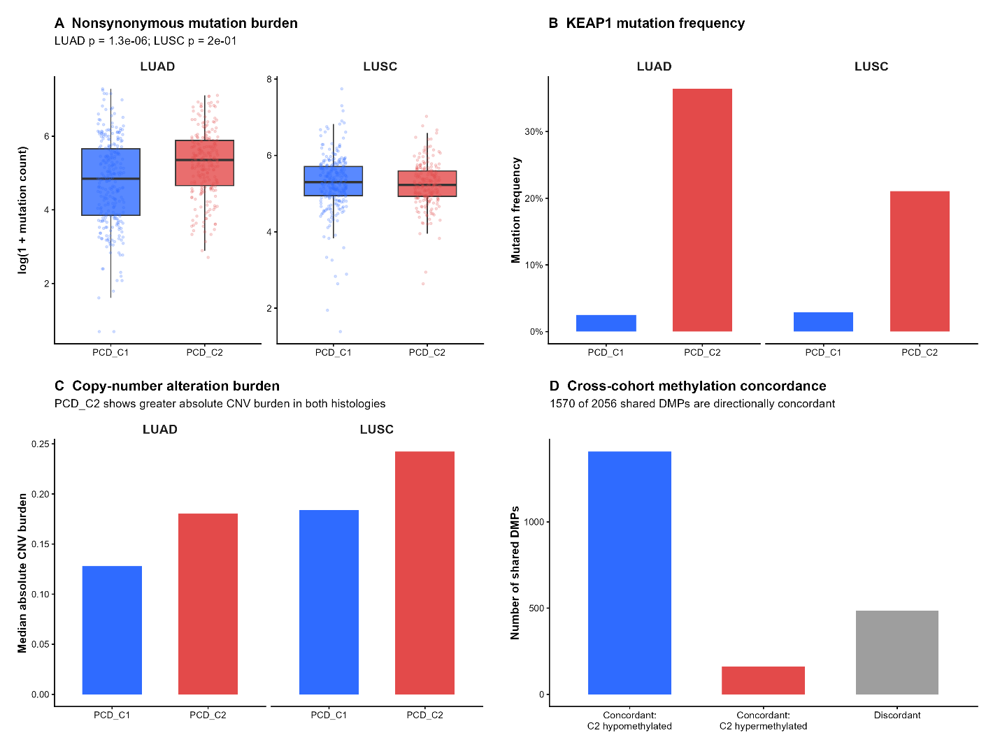 A Nonsynonymous mutation burden
LUAD p = 1.3e-06; LUSC p = 2e-01
LUAD
LUSC
log(1 + mutation count)
6
4
2
8
6
4
2
PCD_C1
PCD_C2
PCD_C1
PCD_C2
B KEAP1 mutation frequency
LUAD
LUSC
Mutation frequency
30%
20%
10%
0%
PCD_C1
PCD_C2
PCD_C1
PCD_C2
C Copy-number alteration burden
PCD_C2 shows greater absolute CNV burden in both histologies
LUAD
LUSC
Median absolute CNV burden
0.25
0.20
0.15
0.10
0.05
0.00
PCD_C1
PCD_C2
PCD_C1
PCD_C2
D Cross-cohort methylation concordance
1570 of 2056 shared DMPs are directionally concordant
Number of shared DMPs
1000
500
0
Concordant:
C2 hypomethylated
Concordant:
C2 hypermethylated
Discordant